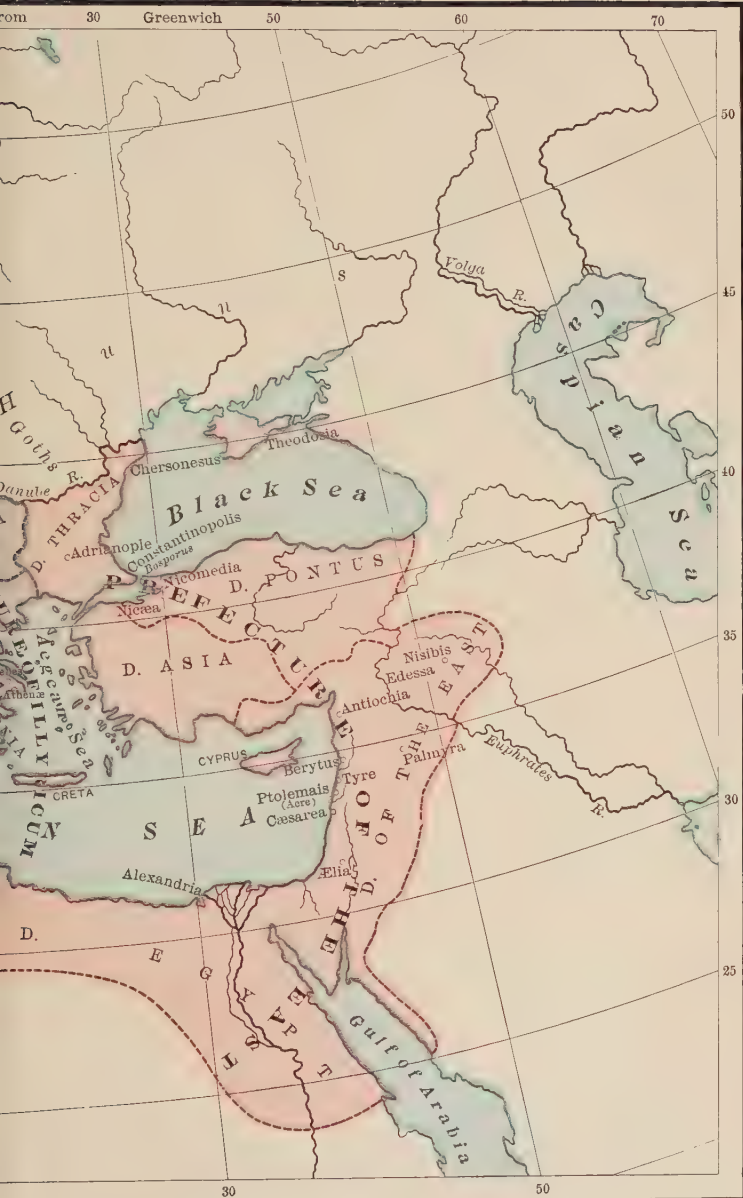 30 Greenwich 50 60 70
50
45
40
35
30
25
30 50
Volga R.
Caspian Sea
u n s
Goths
Danube R.
Chersonesus
Theodosia
Black Sea
D. THRACIA
Adrianople
Constantinopolis
Bosporus
Nicomedia
Nicæa
D. PONTUS
D. ASIA
PREFECTURE OF THE EAST
Nisibis
Edessa
Antiochia
D. OF THE EAST
Palmyra
Euphrates R.
Ægean Sea
Athenæ
OF ILLYRICUM
CRETA
CYPRUS
Berytus
Tyre
Ptolemais
(Acre)
Cæsarea
SEA
Ælia
Alexandria
D. EGYPT
Gulf of Arabia